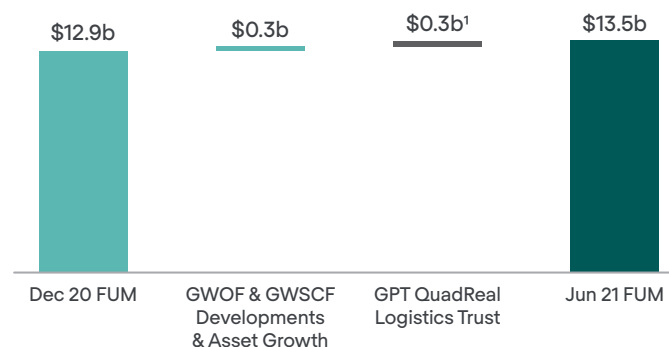 $12.9b
$0.3b
$0.3b¹
$13.5b
Dec 20 FUM
GWOF & GWSCF
Developments
& Asset Growth
GPT QuadReal
Logistics Trust
Jun 21 FUM